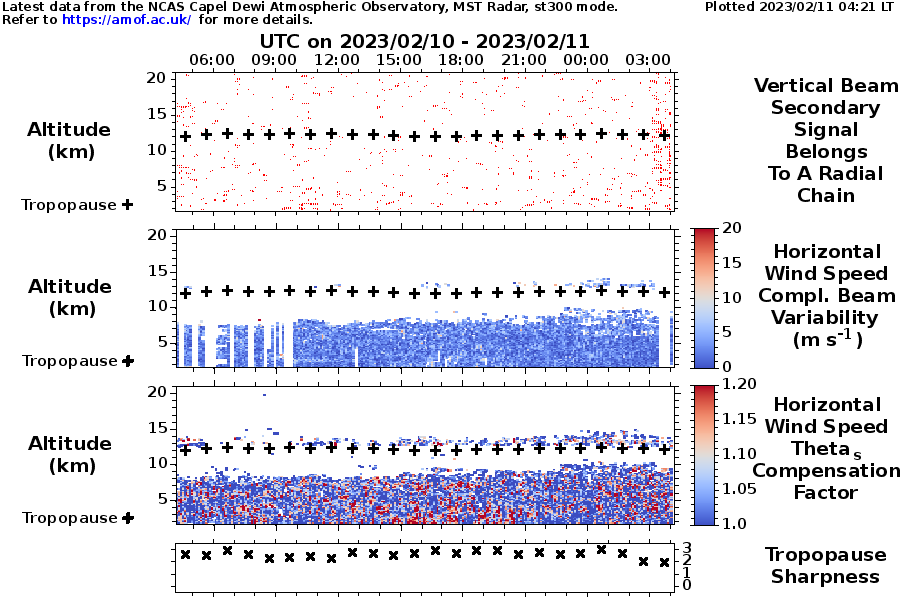 Latest data from the NCAS Capel Dewi Atmospheric Observatory, MST Radar, st300 mode.
Plotted 2023/02/11 04:21 LT
Refer to https://amof.ac.uk/ for more details.
UTC on 2023/02/10 - 2023/02/11
06:00 09:00 12:00 15:00 18:00 21:00 00:00 03:00
20
15
10
5
Altitude
(km)
Tropopause +
Vertical Beam
Secondary
Signal
Belongs
To A Radial
Chain
20
15
10
5
Altitude
(km)
Tropopause +
20
15
10
5
0
Horizontal
Wind Speed
Compl. Beam
Variability
(m s-1)
20
15
10
5
Altitude
(km)
Tropopause +
1.20
1.15
1.10
1.05
1.0
Horizontal
Wind Speed
Theta s
Compensation
Factor
3
2
1
0
Tropopause
Sharpness